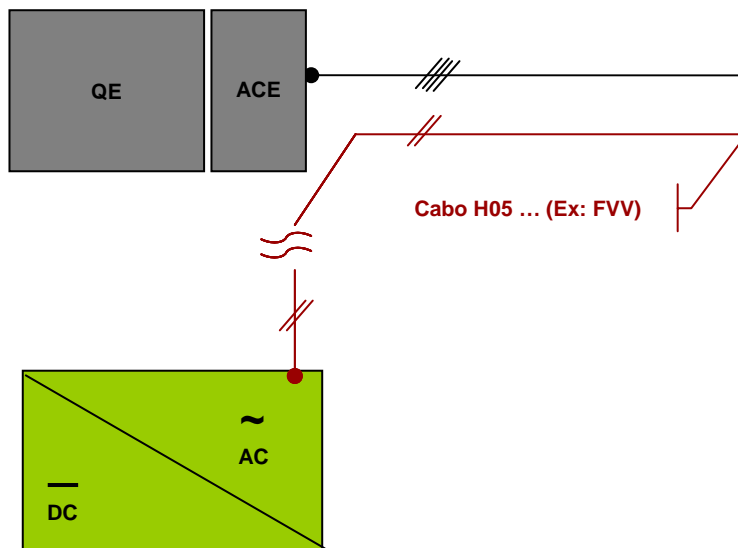 QE
ACE
Cabo H05 … (Ex: FVV)
~
AC
DC